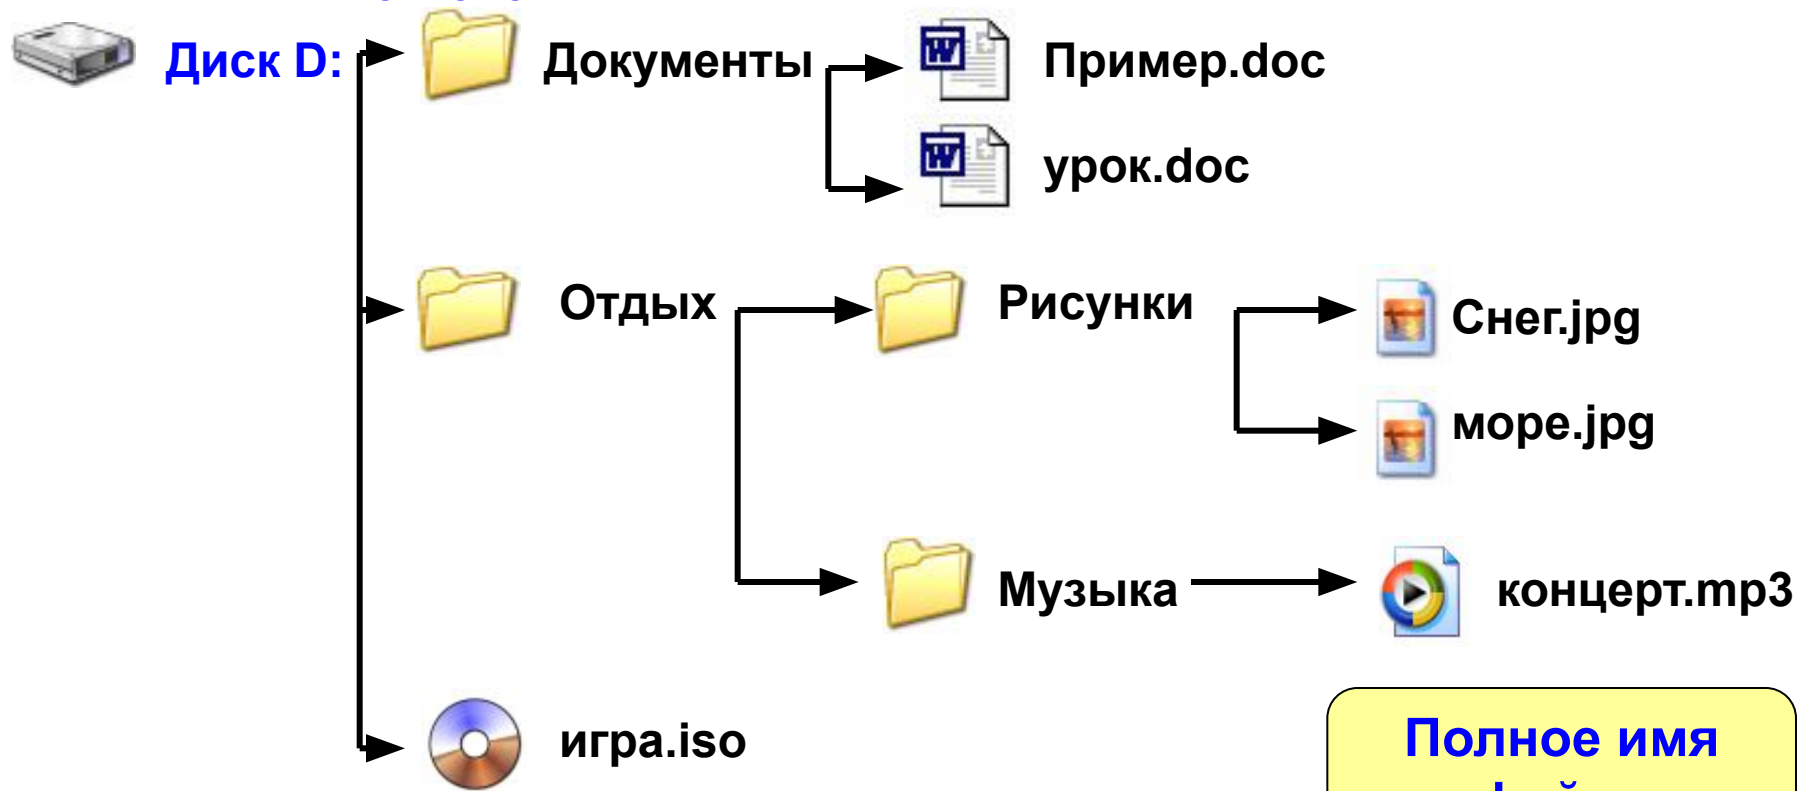 Диск D:
Документы
Пример.doc
урок.doc
Отдых
Рисунки
Снег.jpg
море.jpg
Музыка
концерт.mp3
игра.iso
Полное имя